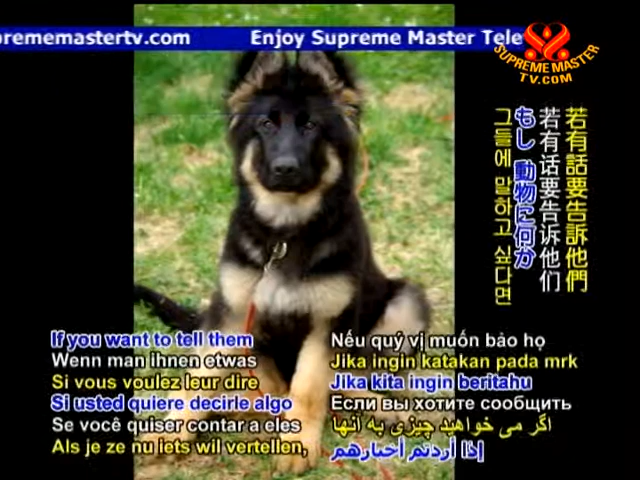 prememastertv.com Enjoy Supreme Master Tele
SUPREME MASTER
TV.COM
若有話要告訴他們
若有话要告诉他们
もし 動物に何か
그들에 말하고 싶다면
If you want to tell them
Wenn man ihnen etwas
Si vous voulez leur dire
Si usted quiere decirle algo
Se você quiser contar a eles
Als je ze nu iets wil vertellen,
Nếu quý vị muốn bảo họ
Jika ingin katakan pada mrk
Jika kita ingin beritahu
Если вы хотите сообщить
اگر می خواهید چیزی به آنها
إذا أردتم أخبارهم